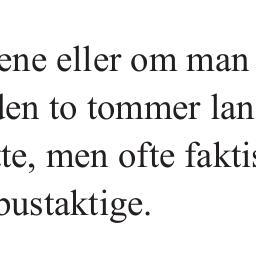 ene eller om man
den to tommer lan
te, men ofte faktis
bustaktige.